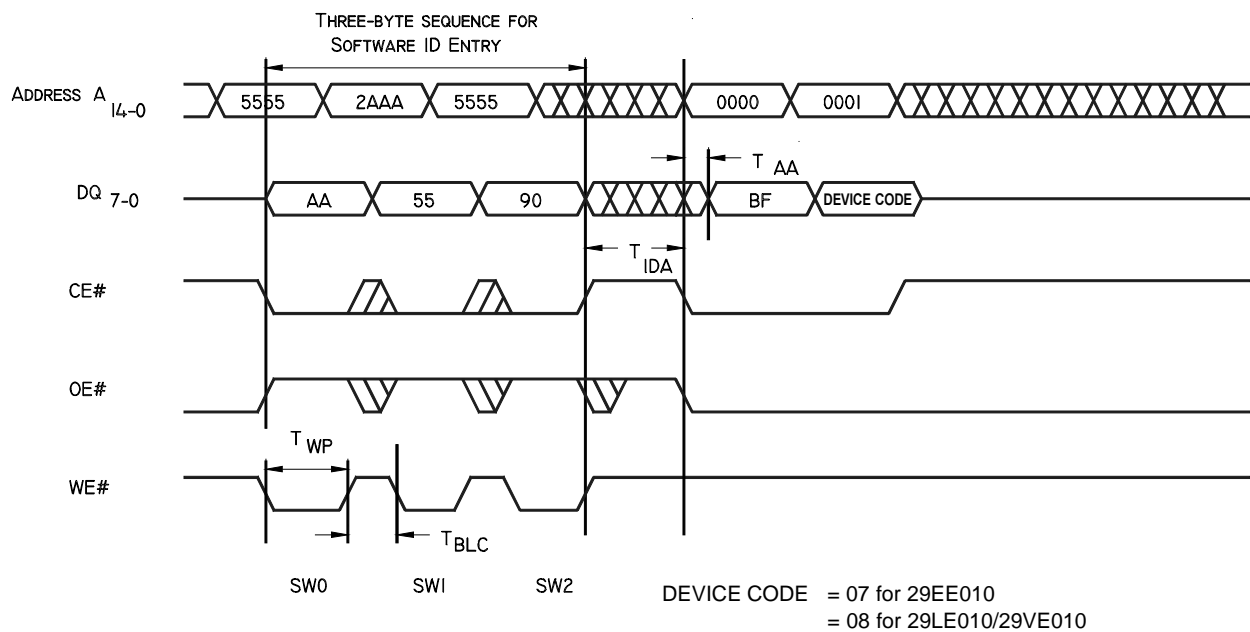 THREE-BYTE SEQUENCE FOR
SOFTWARE ID ENTRY
ADDRESS A 14-0
5555 2AAA 5555 0000 0001
T AA
DQ 7-0
AA 55 90 BF DEVICE CODE
T IDA
CE#
OE#
T WP
WE#
T BLC
SW0 SW1 SW2
DEVICE CODE = 07 for 29EE010
= 08 for 29LE010/29VE010